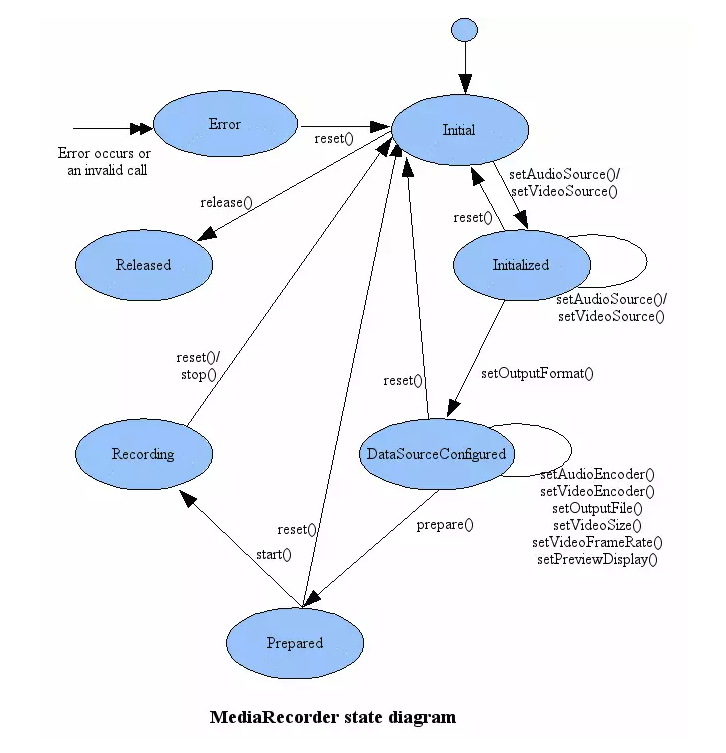 Error
Initial
reset()
Error occurs or
an invalid call
setAudioSource()/
setVideoSource()
release()
reset()
Released
Initialized
setAudioSource()/
setVideoSource()
reset()/
stop()
reset()
setOutputFormat()
Recording
DataSourceConfigured
setAudioEncoder()
setVideoEncoder()
setOutputFile()
setVideoSize()
setVideoFrameRate()
setPreviewDisplay()
reset()
start()
prepare()
Prepared
MediaRecorder state diagram